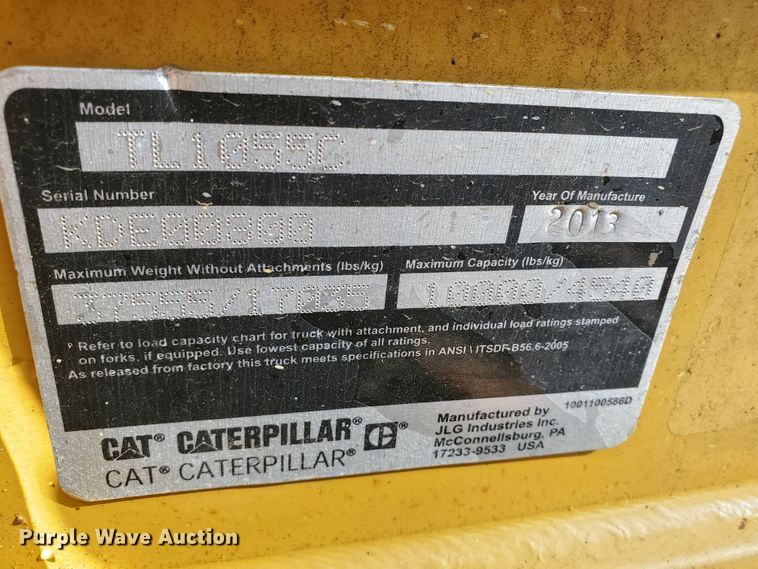 Model
TL1055C
Serial Number
Year Of Manufacture
KDE00860
2013
Maximum Weight Without Attachments (lbs/kg)
Maximum Capacity (lbs/kg)
37555/17035
10000/4540
* Refer to load capacity chart for truck with attachment, and individual load ratings stamped
on forks, if equipped. Use lowest capacity of all ratings.
As released from factory this truck meets specifications in ANSI \ ITSDF-B56.6-2005
CAT® CATERPILLAR®
CAT® CATERPILLAR®
Manufactured by
JLG Industries Inc.
McConnellsburg, PA
17233-9533 USA
1001100586D
Purple Wave Auction